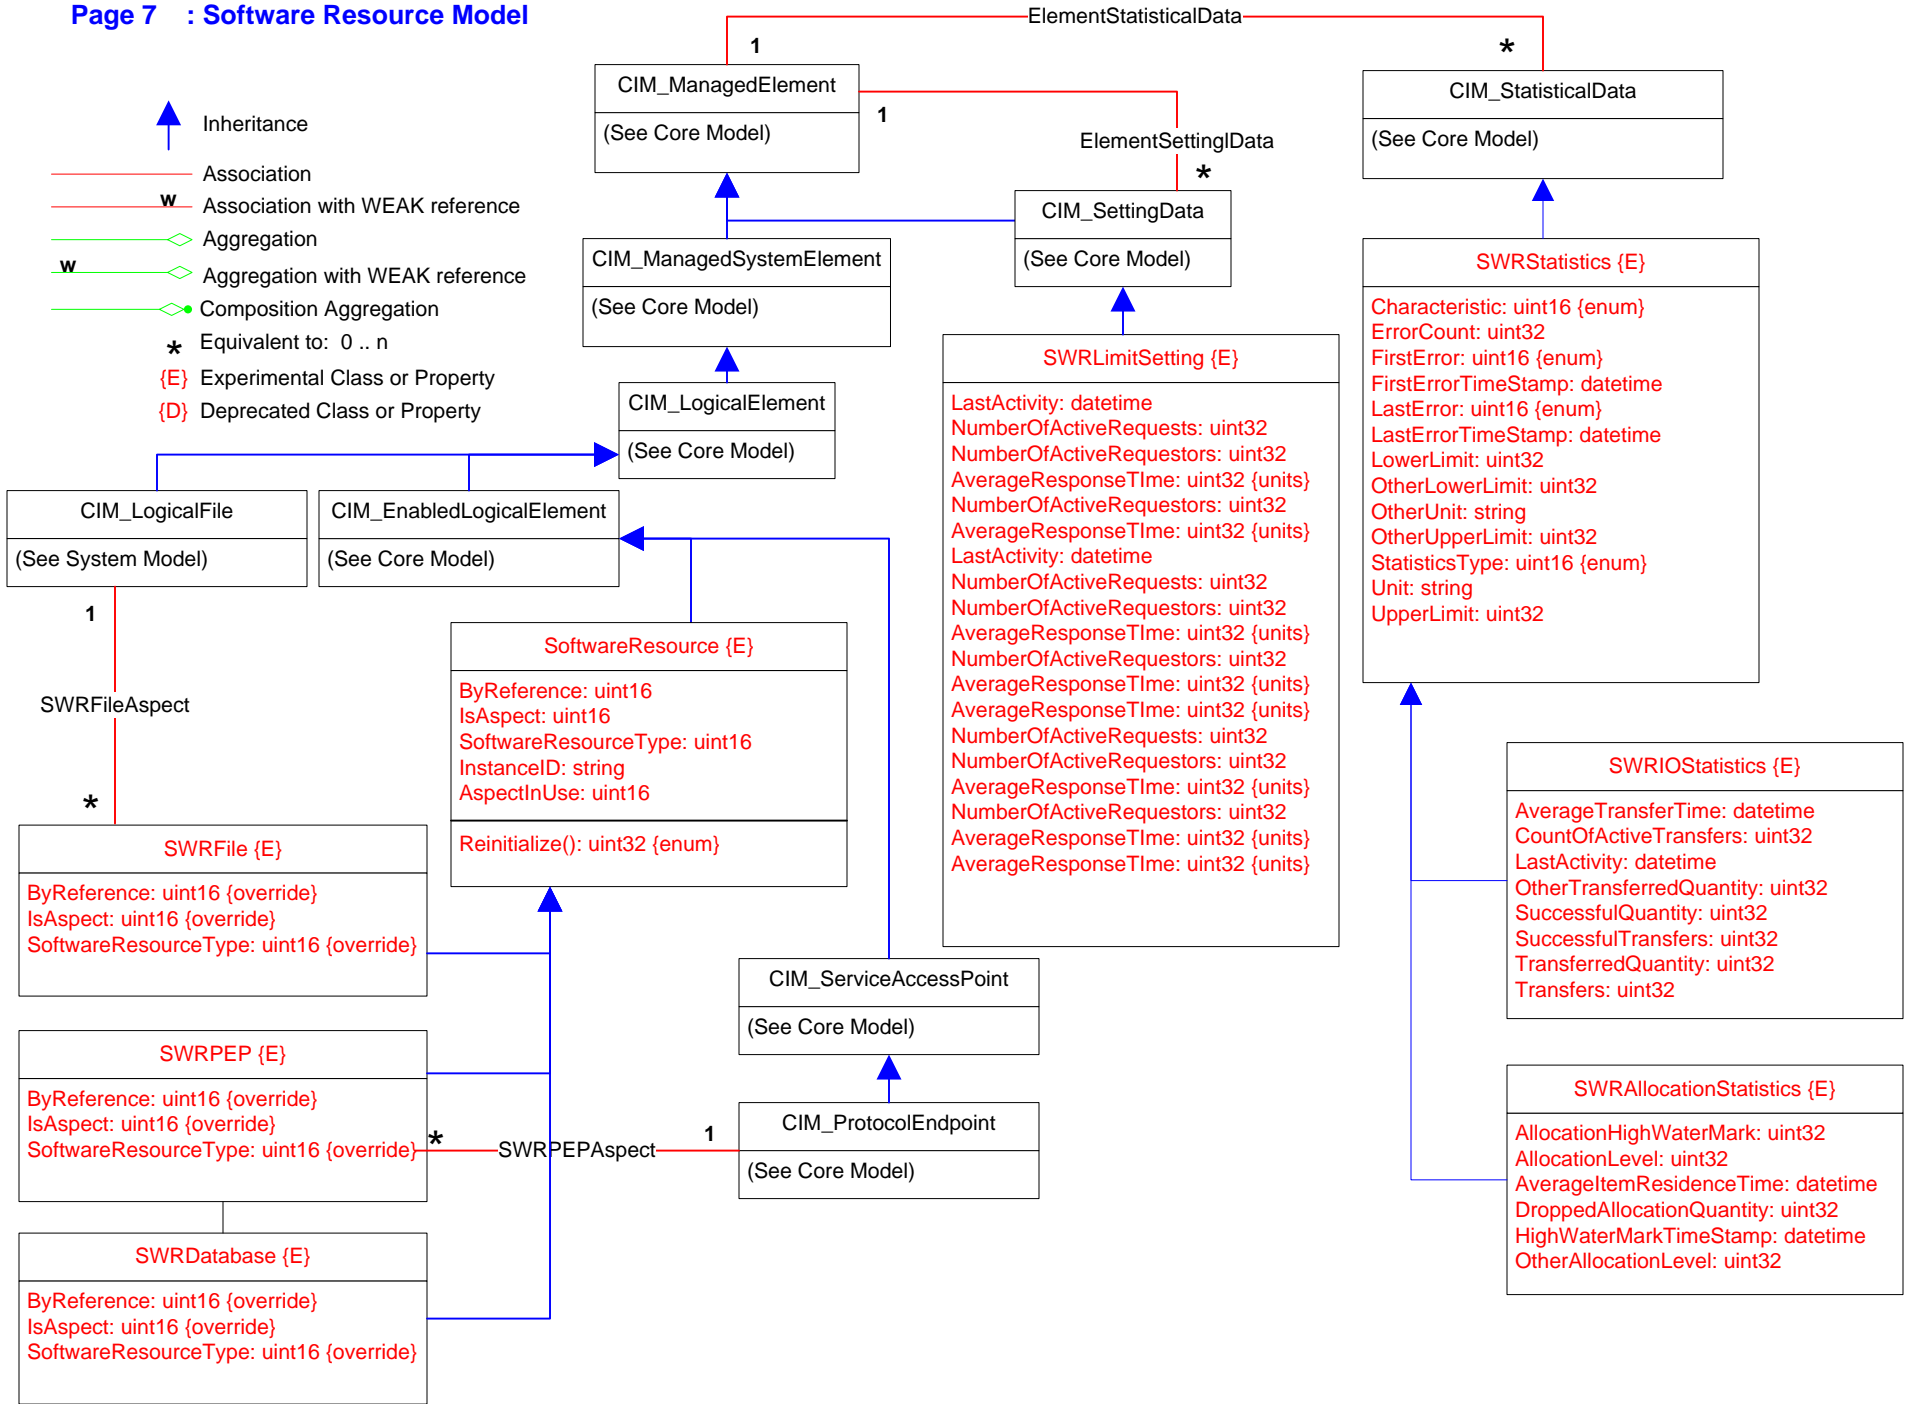 Page 7 : Software Resource Model
Inheritance
Association
w Association with WEAK reference
Aggregation
w Aggregation with WEAK reference
Composition Aggregation
* Equivalent to: 0 .. n
{E} Experimental Class or Property
{D} Deprecated Class or Property
ElementStatisticalData
1
*
CIM_ManagedElement
(See Core Model)
1
ElementSettinglData
*
CIM_StatisticalData
(See Core Model)
CIM_SettingData
(See Core Model)
CIM_ManagedSystemElement
(See Core Model)
CIM_LogicalElement
(See Core Model)
CIM_LogicalFile
(See System Model)
CIM_EnabledLogicalElement
(See Core Model)
SWRLimitSetting {E}
LastActivity: datetime
NumberOfActiveRequests: uint32
NumberOfActiveRequestors: uint32
AverageResponseTIme: uint32 {units}
NumberOfActiveRequestors: uint32
AverageResponseTIme: uint32 {units}
LastActivity: datetime
NumberOfActiveRequests: uint32
NumberOfActiveRequestors: uint32
AverageResponseTIme: uint32 {units}
NumberOfActiveRequestors: uint32
AverageResponseTIme: uint32 {units}
AverageResponseTIme: uint32 {units}
NumberOfActiveRequests: uint32
NumberOfActiveRequestors: uint32
AverageResponseTIme: uint32 {units}
NumberOfActiveRequestors: uint32
AverageResponseTIme: uint32 {units}
AverageResponseTIme: uint32 {units}
SWRStatistics {E}
Characteristic: uint16 {enum}
ErrorCount: uint32
FirstError: uint16 {enum}
FirstErrorTimeStamp: datetime
LastError: uint16 {enum}
LastErrorTimeStamp: datetime
LowerLimit: uint32
OtherLowerLimit: uint32
OtherUnit: string
OtherUpperLimit: uint32
StatisticsType: uint16 {enum}
Unit: string
UpperLimit: uint32
1
SWRFileAspect
*
SoftwareResource {E}
ByReference: uint16
IsAspect: uint16
SoftwareResourceType: uint16
InstanceID: string
AspectInUse: uint16
Reinitialize(): uint32 {enum}
SWRFile {E}
ByReference: uint16 {override}
IsAspect: uint16 {override}
SoftwareResourceType: uint16 {override}
SWRIOStatistics {E}
AverageTransferTime: datetime
CountOfActiveTransfers: uint32
LastActivity: datetime
OtherTransferredQuantity: uint32
SuccessfulQuantity: uint32
SuccessfulTransfers: uint32
TransferredQuantity: uint32
Transfers: uint32
CIM_ServiceAccessPoint
(See Core Model)
SWRPEP {E}
ByReference: uint16 {override}
IsAspect: uint16 {override}
SoftwareResourceType: uint16 {override}
*
SWRPEPAspect
1
CIM_ProtocolEndpoint
(See Core Model)
SWRAllocationStatistics {E}
AllocationHighWaterMark: uint32
AllocationLevel: uint32
AverageItemResidenceTime: datetime
DroppedAllocationQuantity: uint32
HighWaterMarkTimeStamp: datetime
OtherAllocationLevel: uint32
SWRDatabase {E}
ByReference: uint16 {override}
IsAspect: uint16 {override}
SoftwareResourceType: uint16 {override}